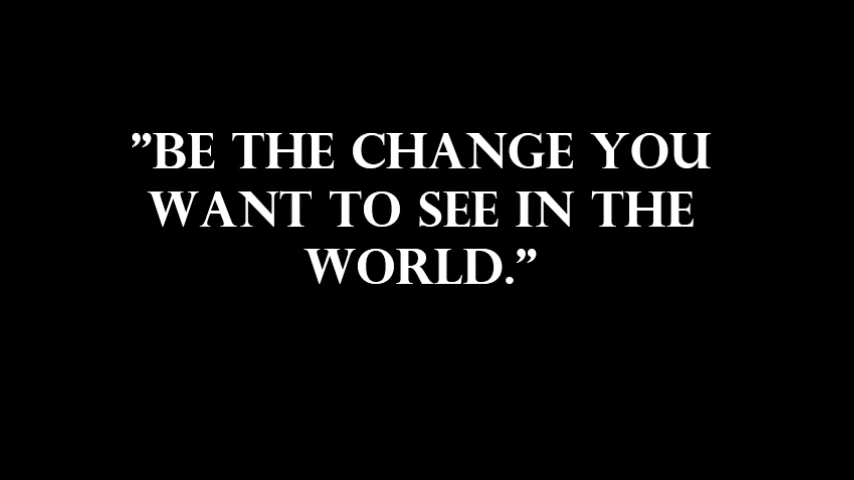 ”BE THE CHANGE YOU
WANT TO SEE IN THE
WORLD.”